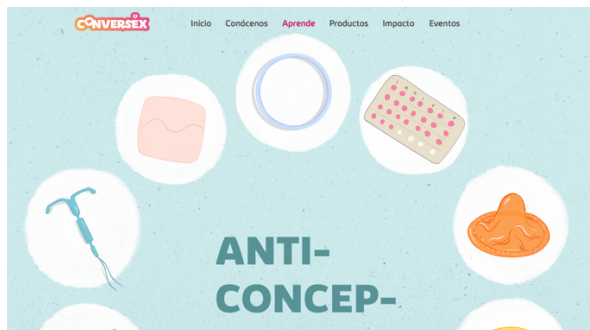 CONVERSEX
Inicio Conócenos Aprende Productos Impacto Eventos
ANTI-
CONCEP-